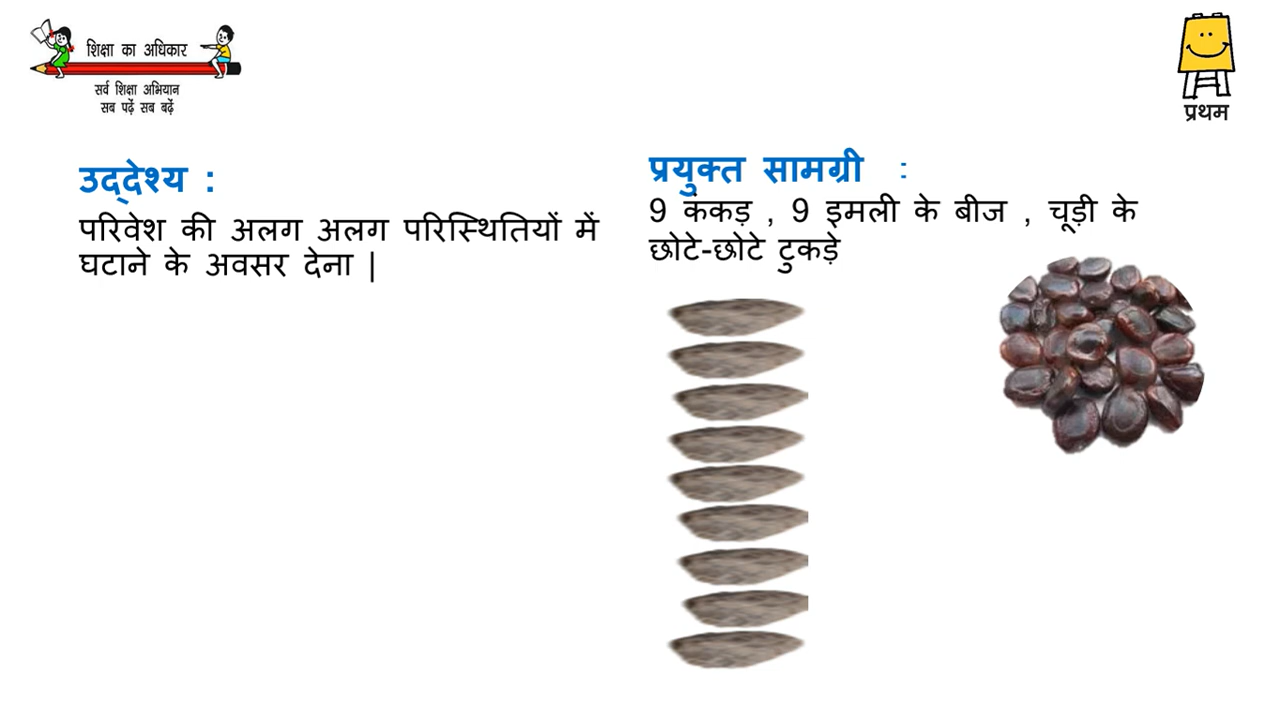 शिक्षा का अधिकार
सर्व शिक्षा अभियान
सब पढ़ें सब बढ़ें
प्रथम
उद्देश्य :
परिवेश की अलग अलग परिस्थितियों में
घटाने के अवसर देना |
प्रयुक्त सामग्री :
9 कंकड़ , 9 इमली के बीज , चूड़ी के
छोटे-छोटे टुकड़े